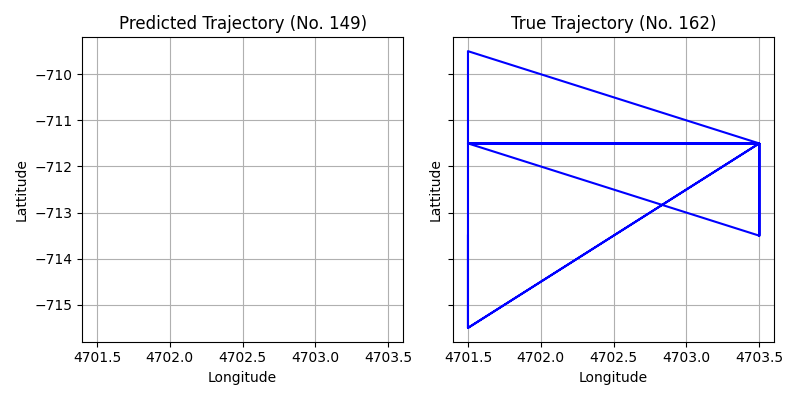 Predicted Trajectory (No. 149)
True Trajectory (No. 162)
Lattitude
−710
−711
−712
−713
−714
−715
4701.5 4702.0 4702.5 4703.0 4703.5
Longitude
Lattitude
4701.5 4702.0 4702.5 4703.0 4703.5
Longitude